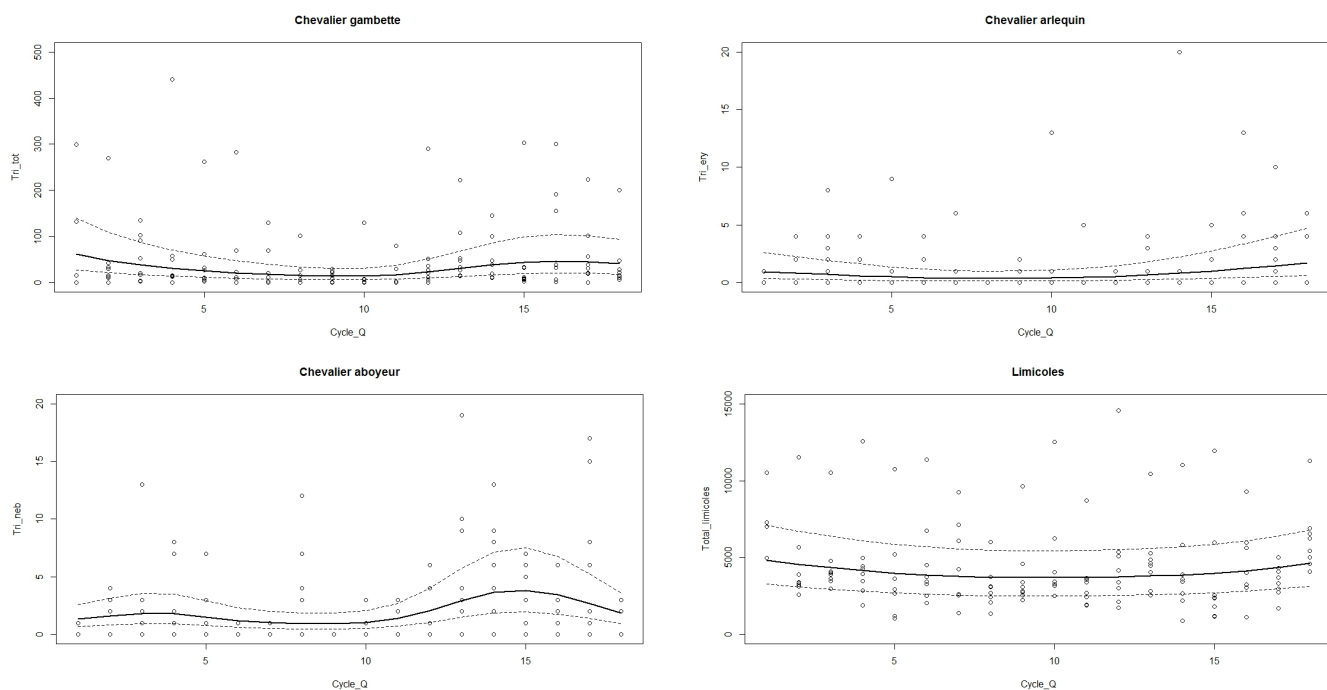 Chevalier gambette
Tri_tot
0 100 200 300 400 500
5 10 15
Cycle_Q
Chevalier arlequin
Tri_ery
0 5 10 15 20
5 10 15
Cycle_Q
Chevalier aboyeur
Tri_neb
0 5 10 15 20
5 10 15
Cycle_Q
Limicoles
Total_limicoles
0 5000 10000 15000
5 10 15
Cycle_Q